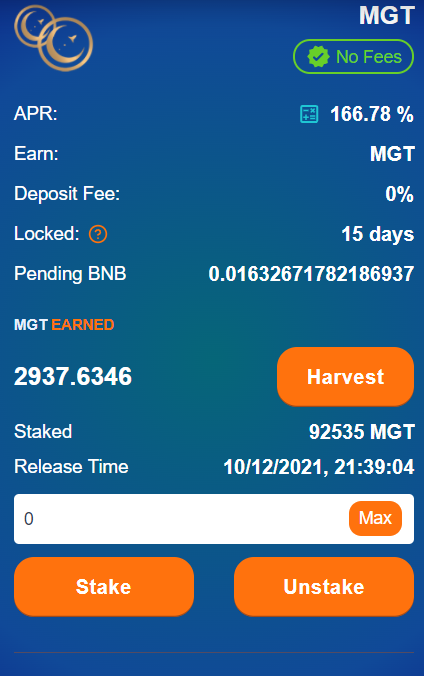 MGT
No Fees
APR: 166.78 %
Earn: MGT
Deposit Fee: 0%
Locked: ? 15 days
Pending BNB 0.01632671782186937
MGT EARNED
2937.6346 Harvest
Staked 92535 MGT
Release Time 10/12/2021, 21:39:04
0 Max
Stake Unstake